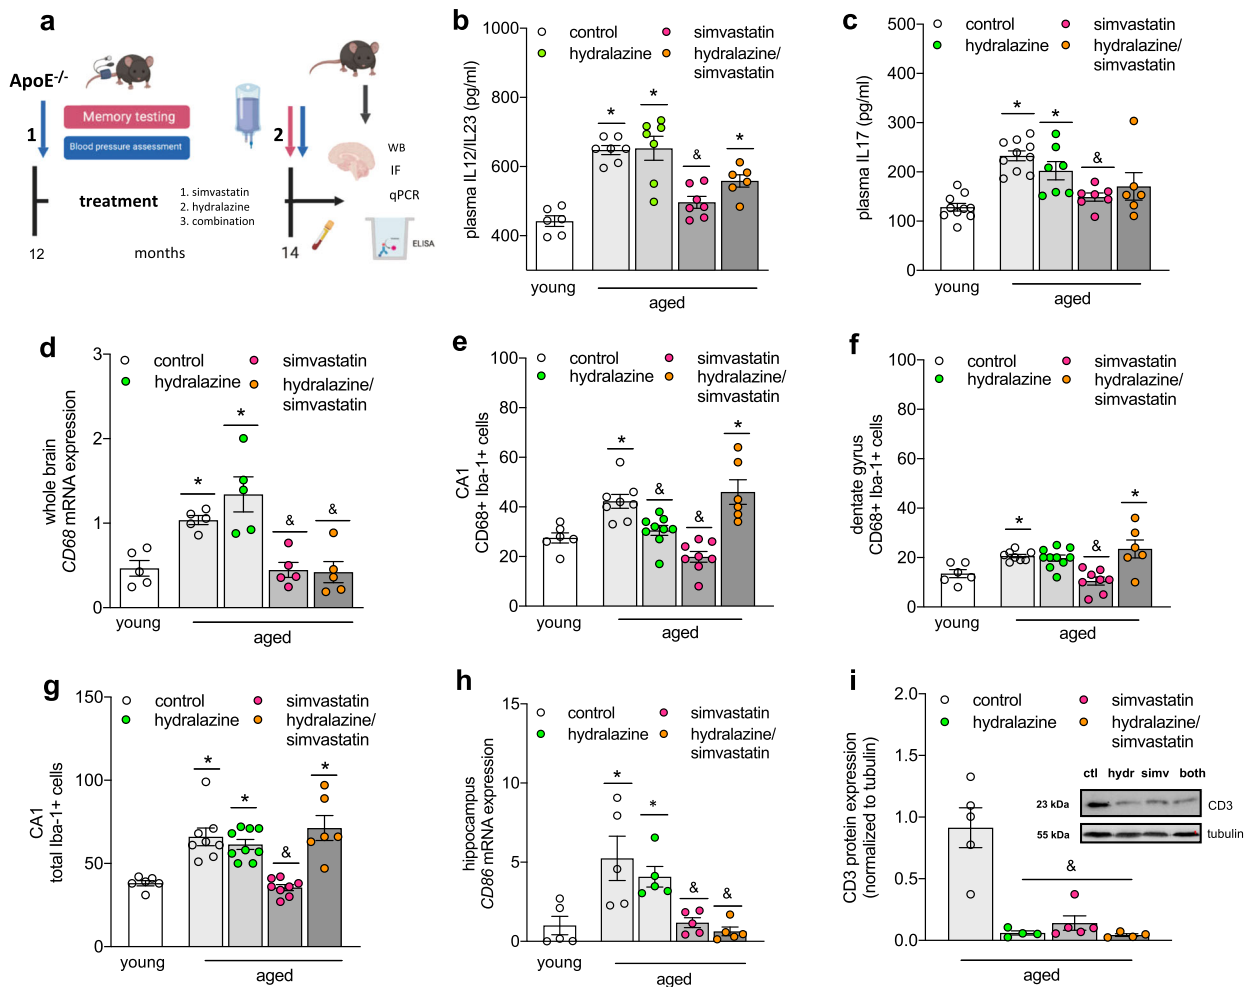 a
ApoE-/-
1
Memory testing
Blood pressure assessment
2
WB
IF
qPCR
treatment
1. simvastatin
2. hydralazine
3. combination
ELISA
12
months
14
b
control
simvastatin
hydralazine
hydralazine/
simvastatin
plasma IL12/IL23 (pg/ml)
1000
800
600
400
*
*
&
*
young
aged
c
control
simvastatin
hydralazine
hydralazine/
simvastatin
plasma IL17 (pg/ml)
500
400
300
200
100
0
*
*
&
young
aged
d
control
simvastatin
hydralazine
hydralazine/
simvastatin
whole brain
CD68 mRNA expression
3
2
1
0
*
*
&
&
young
aged
e
control
simvastatin
hydralazine
hydralazine/
simvastatin
CA1
CD68+ Iba-1+ cells
100
80
60
40
20
0
*
&
&
*
young
aged
f
control
simvastatin
hydralazine
hydralazine/
simvastatin
dentate gyrus
CD68+ Iba-1+ cells
100
80
60
40
20
0
*
&
*
young
aged
g
control
simvastatin
hydralazine
hydralazine/
simvastatin
CA1
total Iba-1+ cells
150
100
50
0
*
*
&
*
young
aged
h
control
simvastatin
hydralazine
hydralazine/
simvastatin
hippocampus
CD86 mRNA expression
15
10
5
0
*
*
&
&
young
aged
i
control
simvastatin
hydralazine
hydralazine/
simvastatin
CD3 protein expression
(normalized to tubulin)
2.0
1.5
1.0
0.5
0.0
ctl hydr simv both
23 kDa
CD3
55 kDa
tubulin
&
aged